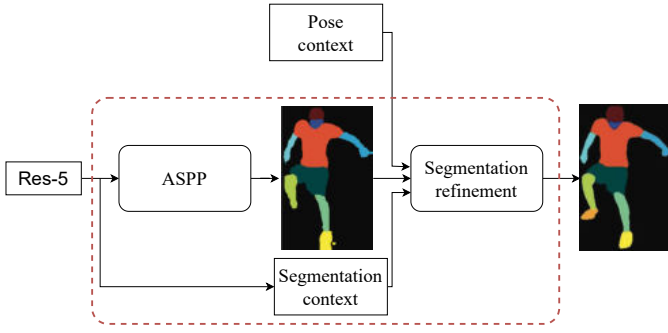 Pose
context
Res-5
ASPP
Segmentation
refinement
Segmentation
context